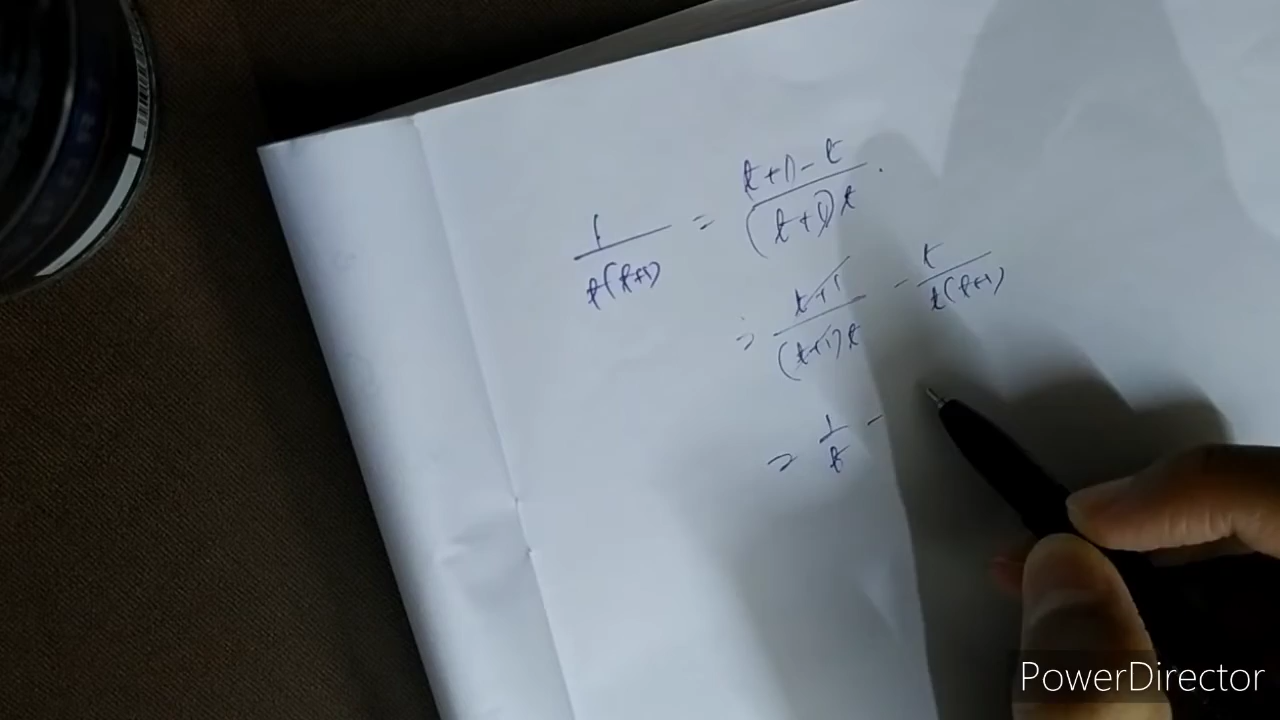 1/t(t+1) = t+1-t/(t+1)t.
= t+1/(t+1)t - t/t(t+1)
= 1/t -
PowerDirector